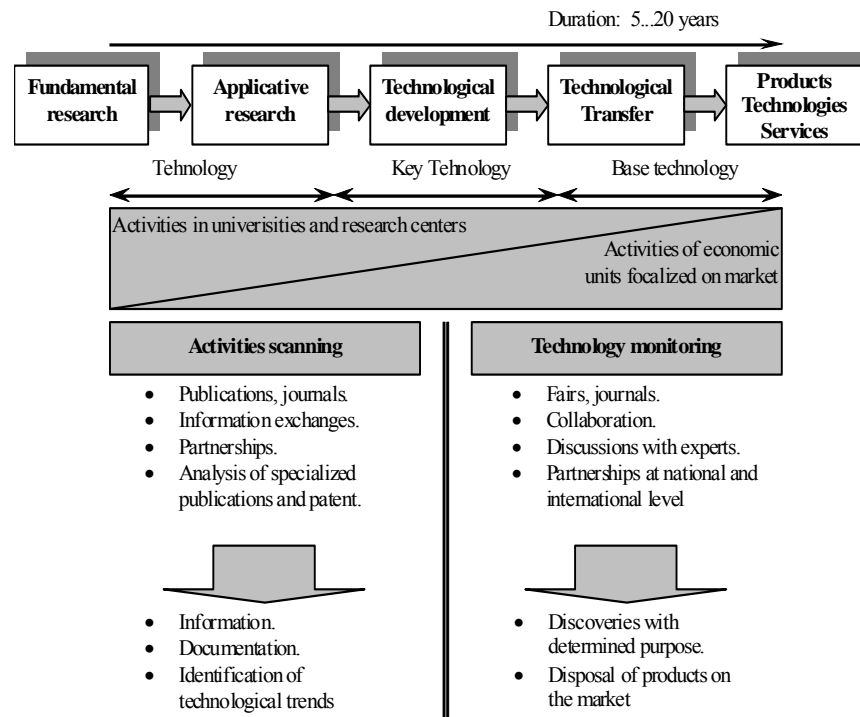 Duration: 5...20 years
Fundamental
research
Applicative
research
Technological
development
Technological
Transfer
Products
Technologies
Services
Tehnology
Key Tehnology
Base technology
Activities in univerisities and research centers
Activities of economic
units focalized on market
Activities scanning
• Publications, journals.
• Information exchanges.
• Partnerships.
• Analysis of specialized
publications and patent.
• Information.
• Documentation.
• Identification of
technological trends
Technology monitoring
• Fairs, journals.
• Collaboration.
• Discussions with experts.
• Partnerships at national and
international level
• Discoveries with
determined purpose.
• Disposal of products on
the market